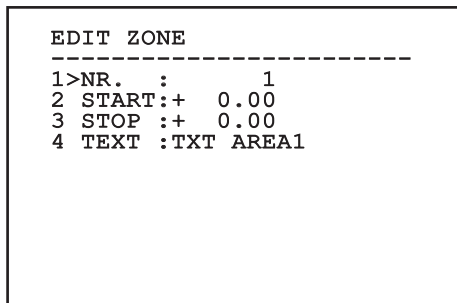 EDIT ZONE
------------------------
1>NR.  :      1
2 START:+  0.00
3 STOP :+  0.00
4 TEXT :TXT AREA1